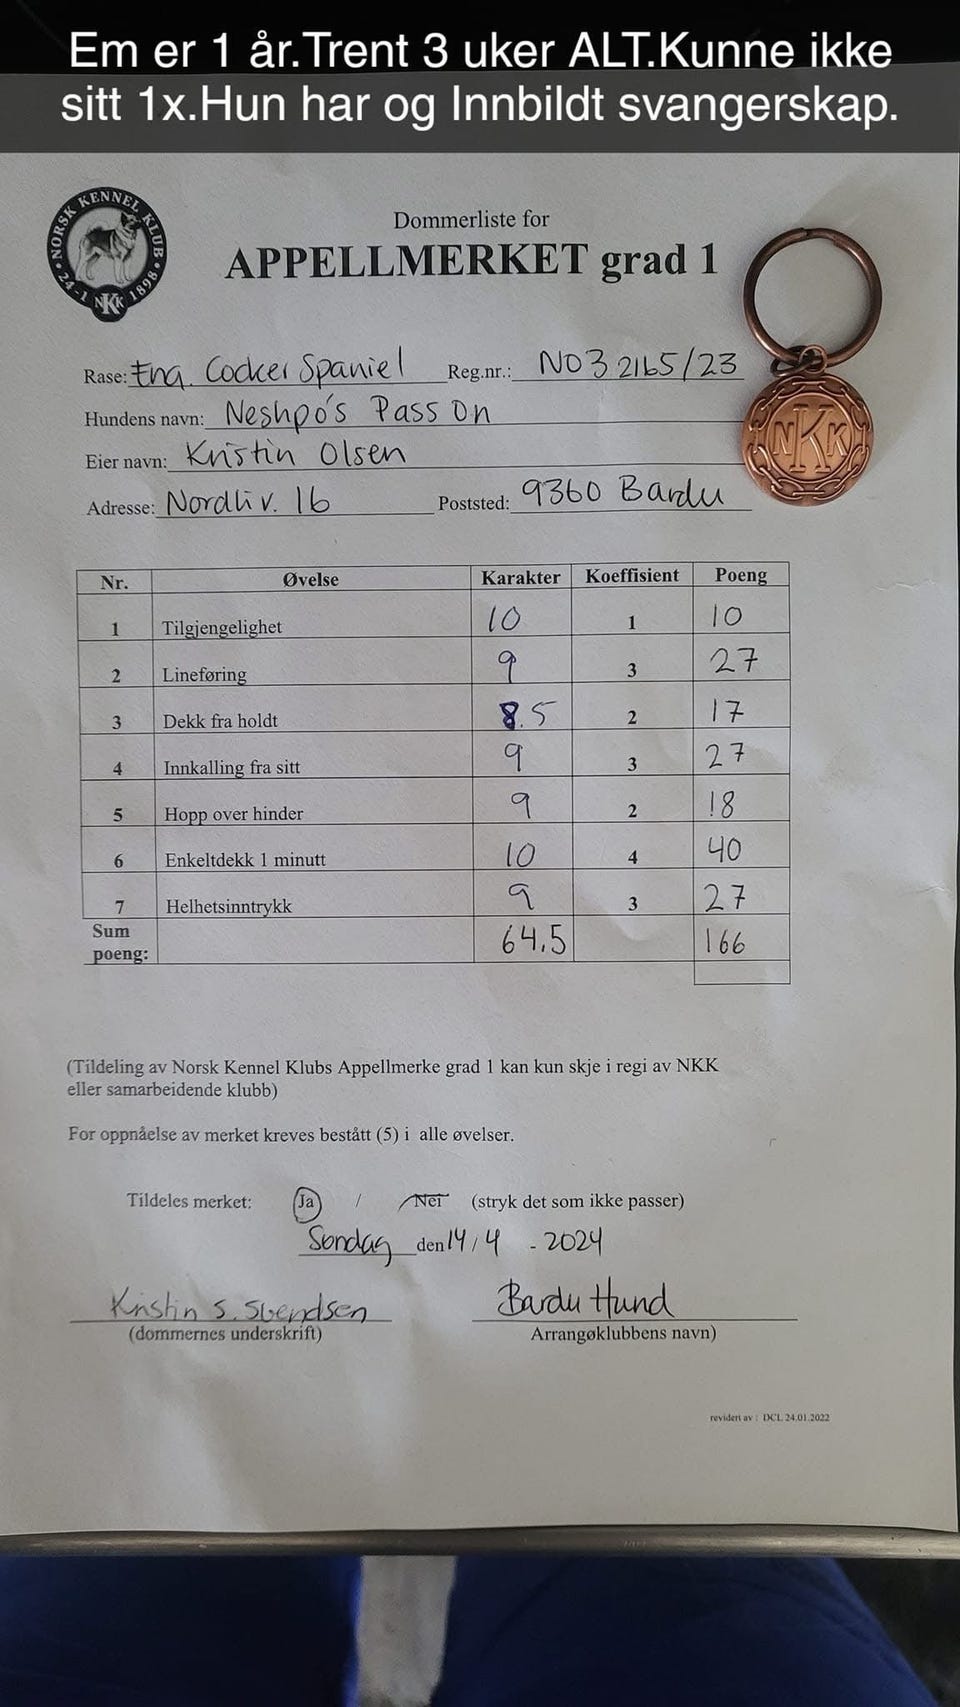 Em er 1 år.Trent 3 uker ALT.Kunne ikke
sitt 1x.Hun har og Innbildt svangerskap.
NORSK KENNEL KLUB
24-1 NKK 1898
Dommerliste for
APPELLMERKET grad 1
NKK
Rase: Eng. Cocker Spaniel Reg.nr.: NO32165/23
Hundens navn: Neshpo's Pass On
Eier navn: Kristin Olsen
Adresse: Nordliv. 16 Poststed: 9360 Bardu
Nr. Øvelse Karakter Koeffisient Poeng
1 Tilgjengelighet 10 1 10
2 Lineføring 9 3 27
3 Dekk fra holdt 8.5 2 17
4 Innkalling fra sitt 9 3 27
5 Hopp over hinder 9 2 18
6 Enkeltdekk 1 minutt 10 4 40
7 Helhetsinntrykk 9 3 27
Sum
poeng: 64,5 166
(Tildeling av Norsk Kennel Klubs Appellmerke grad 1 kan kun skje i regi av NKK
eller samarbeidende klubb)
For oppnåelse av merket kreves bestått (5) i alle øvelser.
Tildeles merket: Ja / Nei (stryk det som ikke passer)
Søndag den 14/4 - 2024
Kristin S. Svendsen Bardu Hund
(dommernes underskrift) Arrangøklubbens navn)
revidert av : DCL 24.01.2022